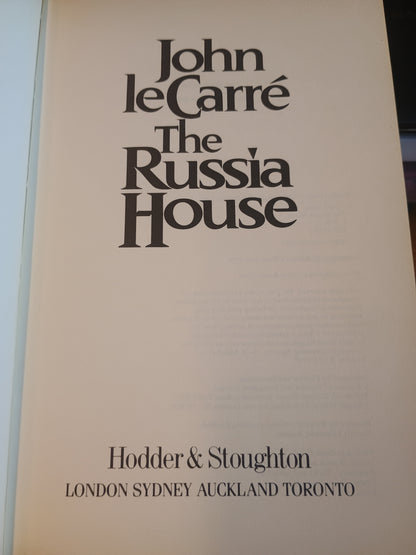 John
le Carré
The
Russia
House
Hodder & Stoughton
LONDON SYDNEY AUCKLAND TORONTO